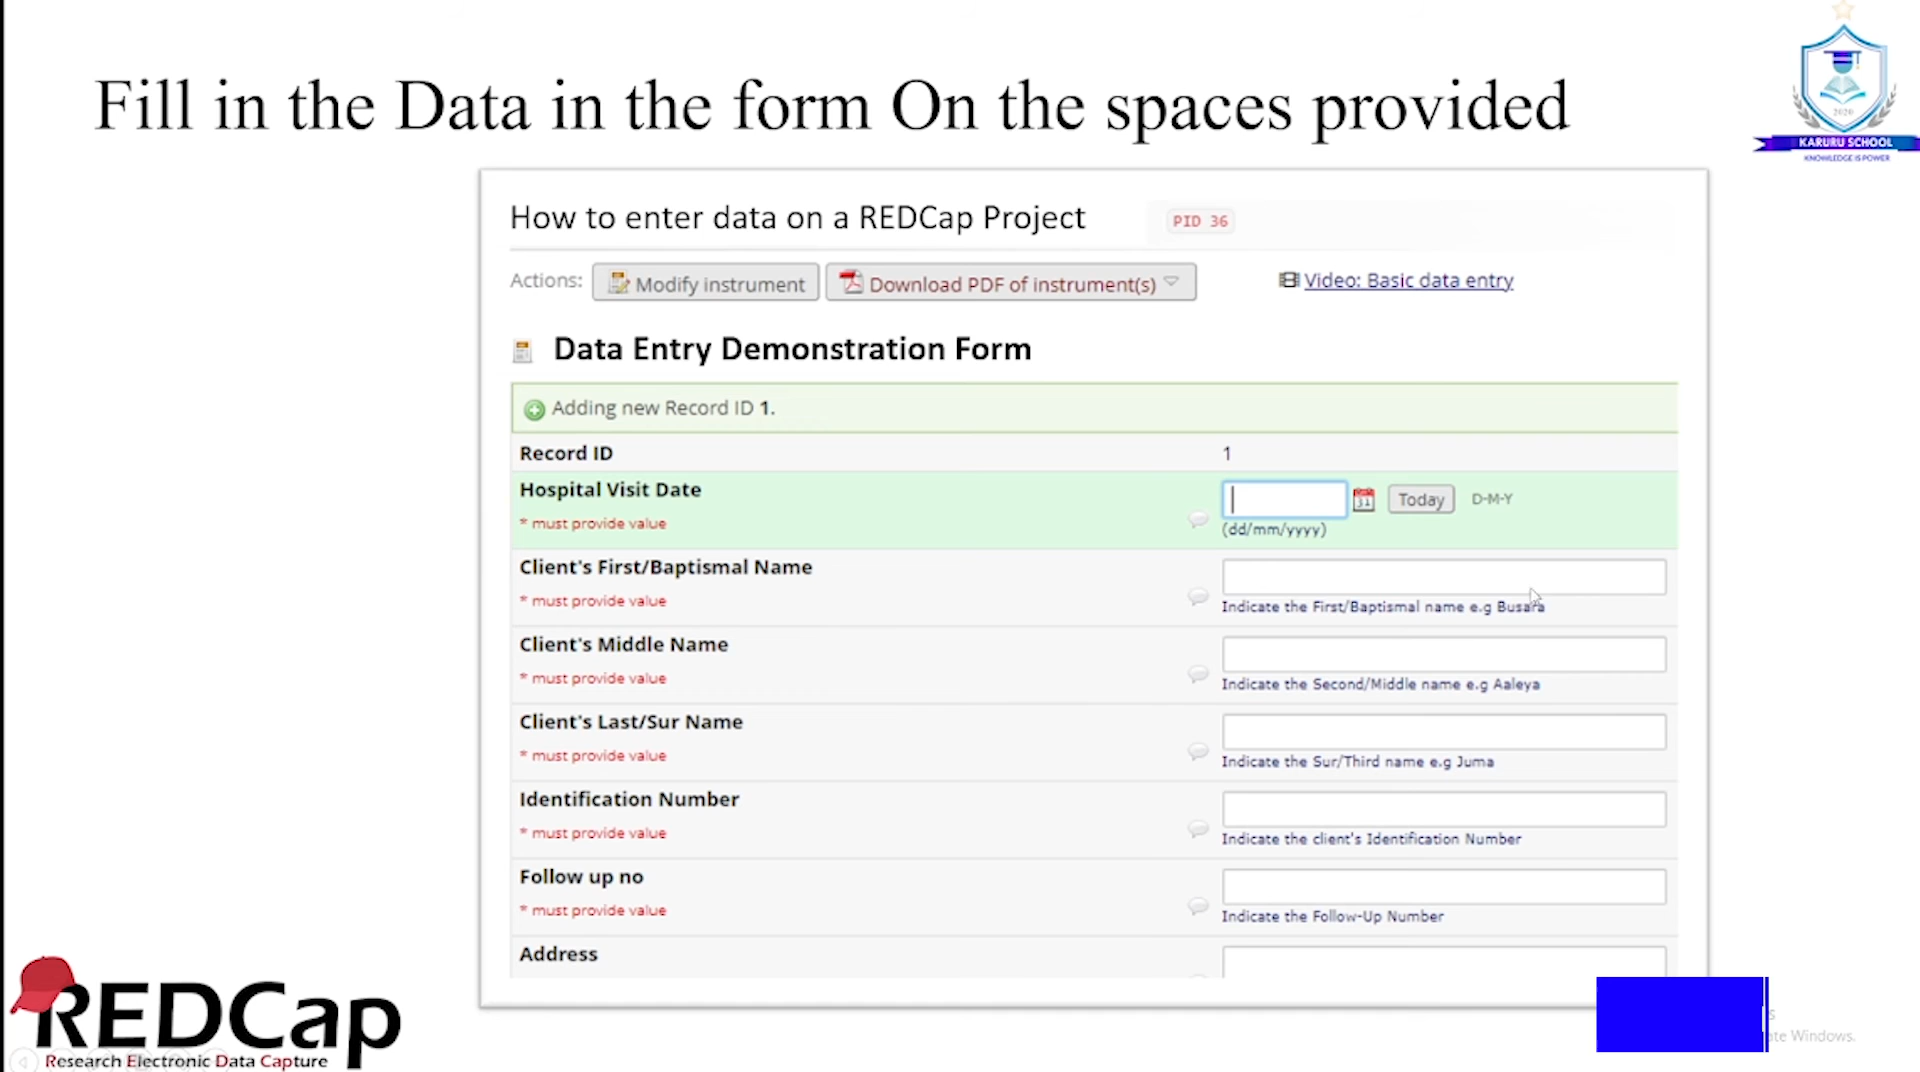 Fill in the Data in the form On the spaces provided
2020
KARURU SCHOOL
KNOWLEDGE IS POWER
How to enter data on a REDCap Project
PID 36
Actions:
Modify instrument
Download PDF of instrument(s)
Video: Basic data entry
Data Entry Demonstration Form
Adding new Record ID 1.
Record ID
1
Hospital Visit Date
* must provide value
31
Today
D-M-Y
(dd/mm/yyyy)
Client's First/Baptismal Name
* must provide value
Indicate the First/Baptismal name e.g Busara
Client's Middle Name
* must provide value
Indicate the Second/Middle name e.g Aaleya
Client's Last/Sur Name
* must provide value
Indicate the Sur/Third name e.g Juma
Identification Number
* must provide value
Indicate the client's Identification Number
Follow up no
* must provide value
Indicate the Follow-Up Number
Address
REDCap
Research Electronic Data Capture
Windows.